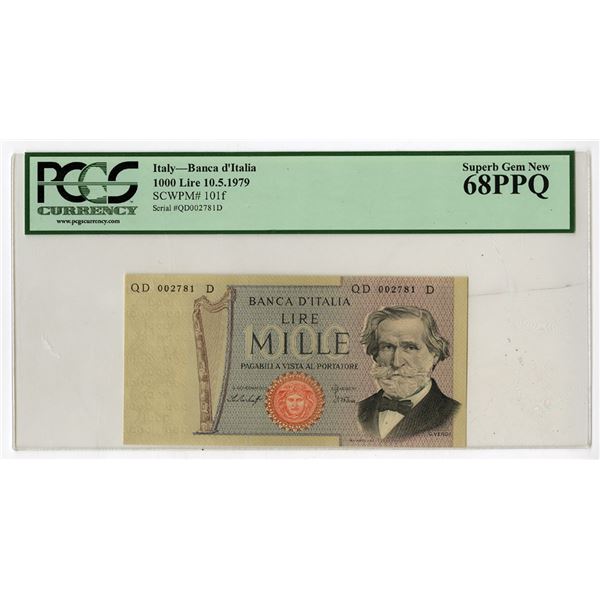 PCGS
CURRENCY
www.pcgscurrency.com
Italy—Banca d'Italia
1000 Lire 10.5.1979
SCWPM# 101f
Serial #QD002781D
Superb Gem New
68PPQ
QD 002781 D
QD 002781 D
BANCA D'ITALIA
LIRE
1000
MILLE
PAGABILI A VISTA AL PORTATORE
G. VERDI